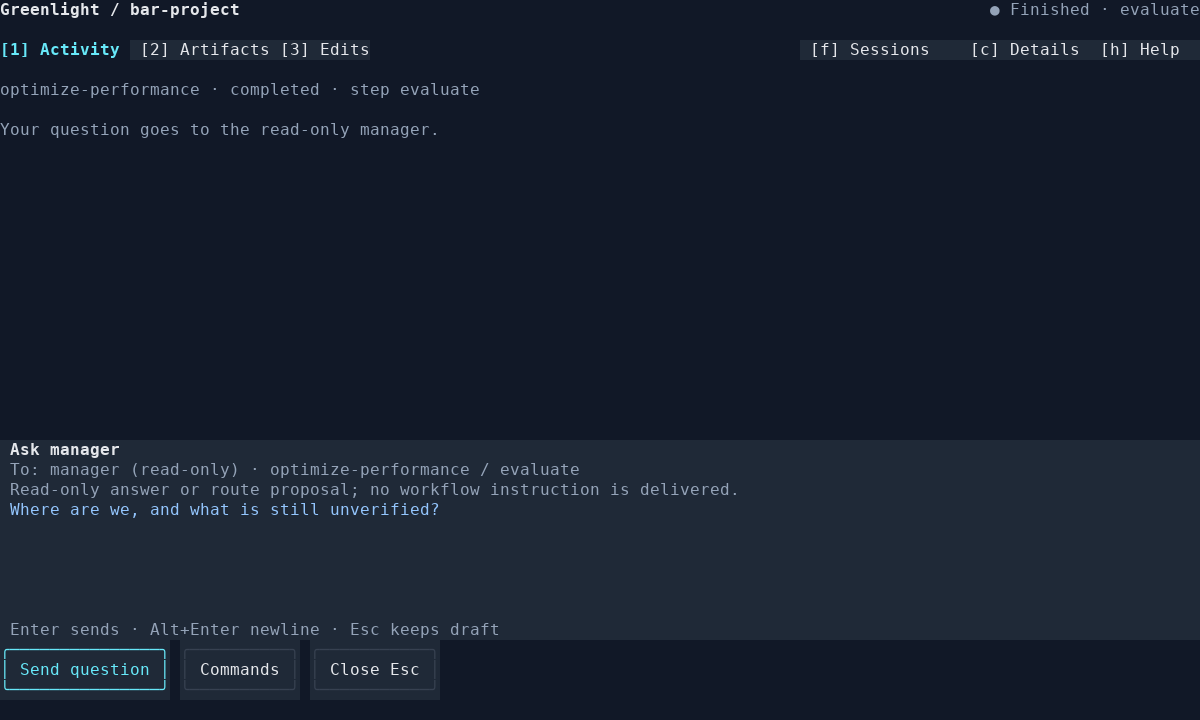 Greenlight / bar-project ● Finished · evaluate
[1] Activity [2] Artifacts [3] Edits [f] Sessions [c] Details [h] Help
optimize-performance · completed · step evaluate
Your question goes to the read-only manager.
Ask manager
To: manager (read-only) · optimize-performance / evaluate
Read-only answer or route proposal; no workflow instruction is delivered.
Where are we, and what is still unverified?
Enter sends · Alt+Enter newline · Esc keeps draft
Send question Commands Close Esc